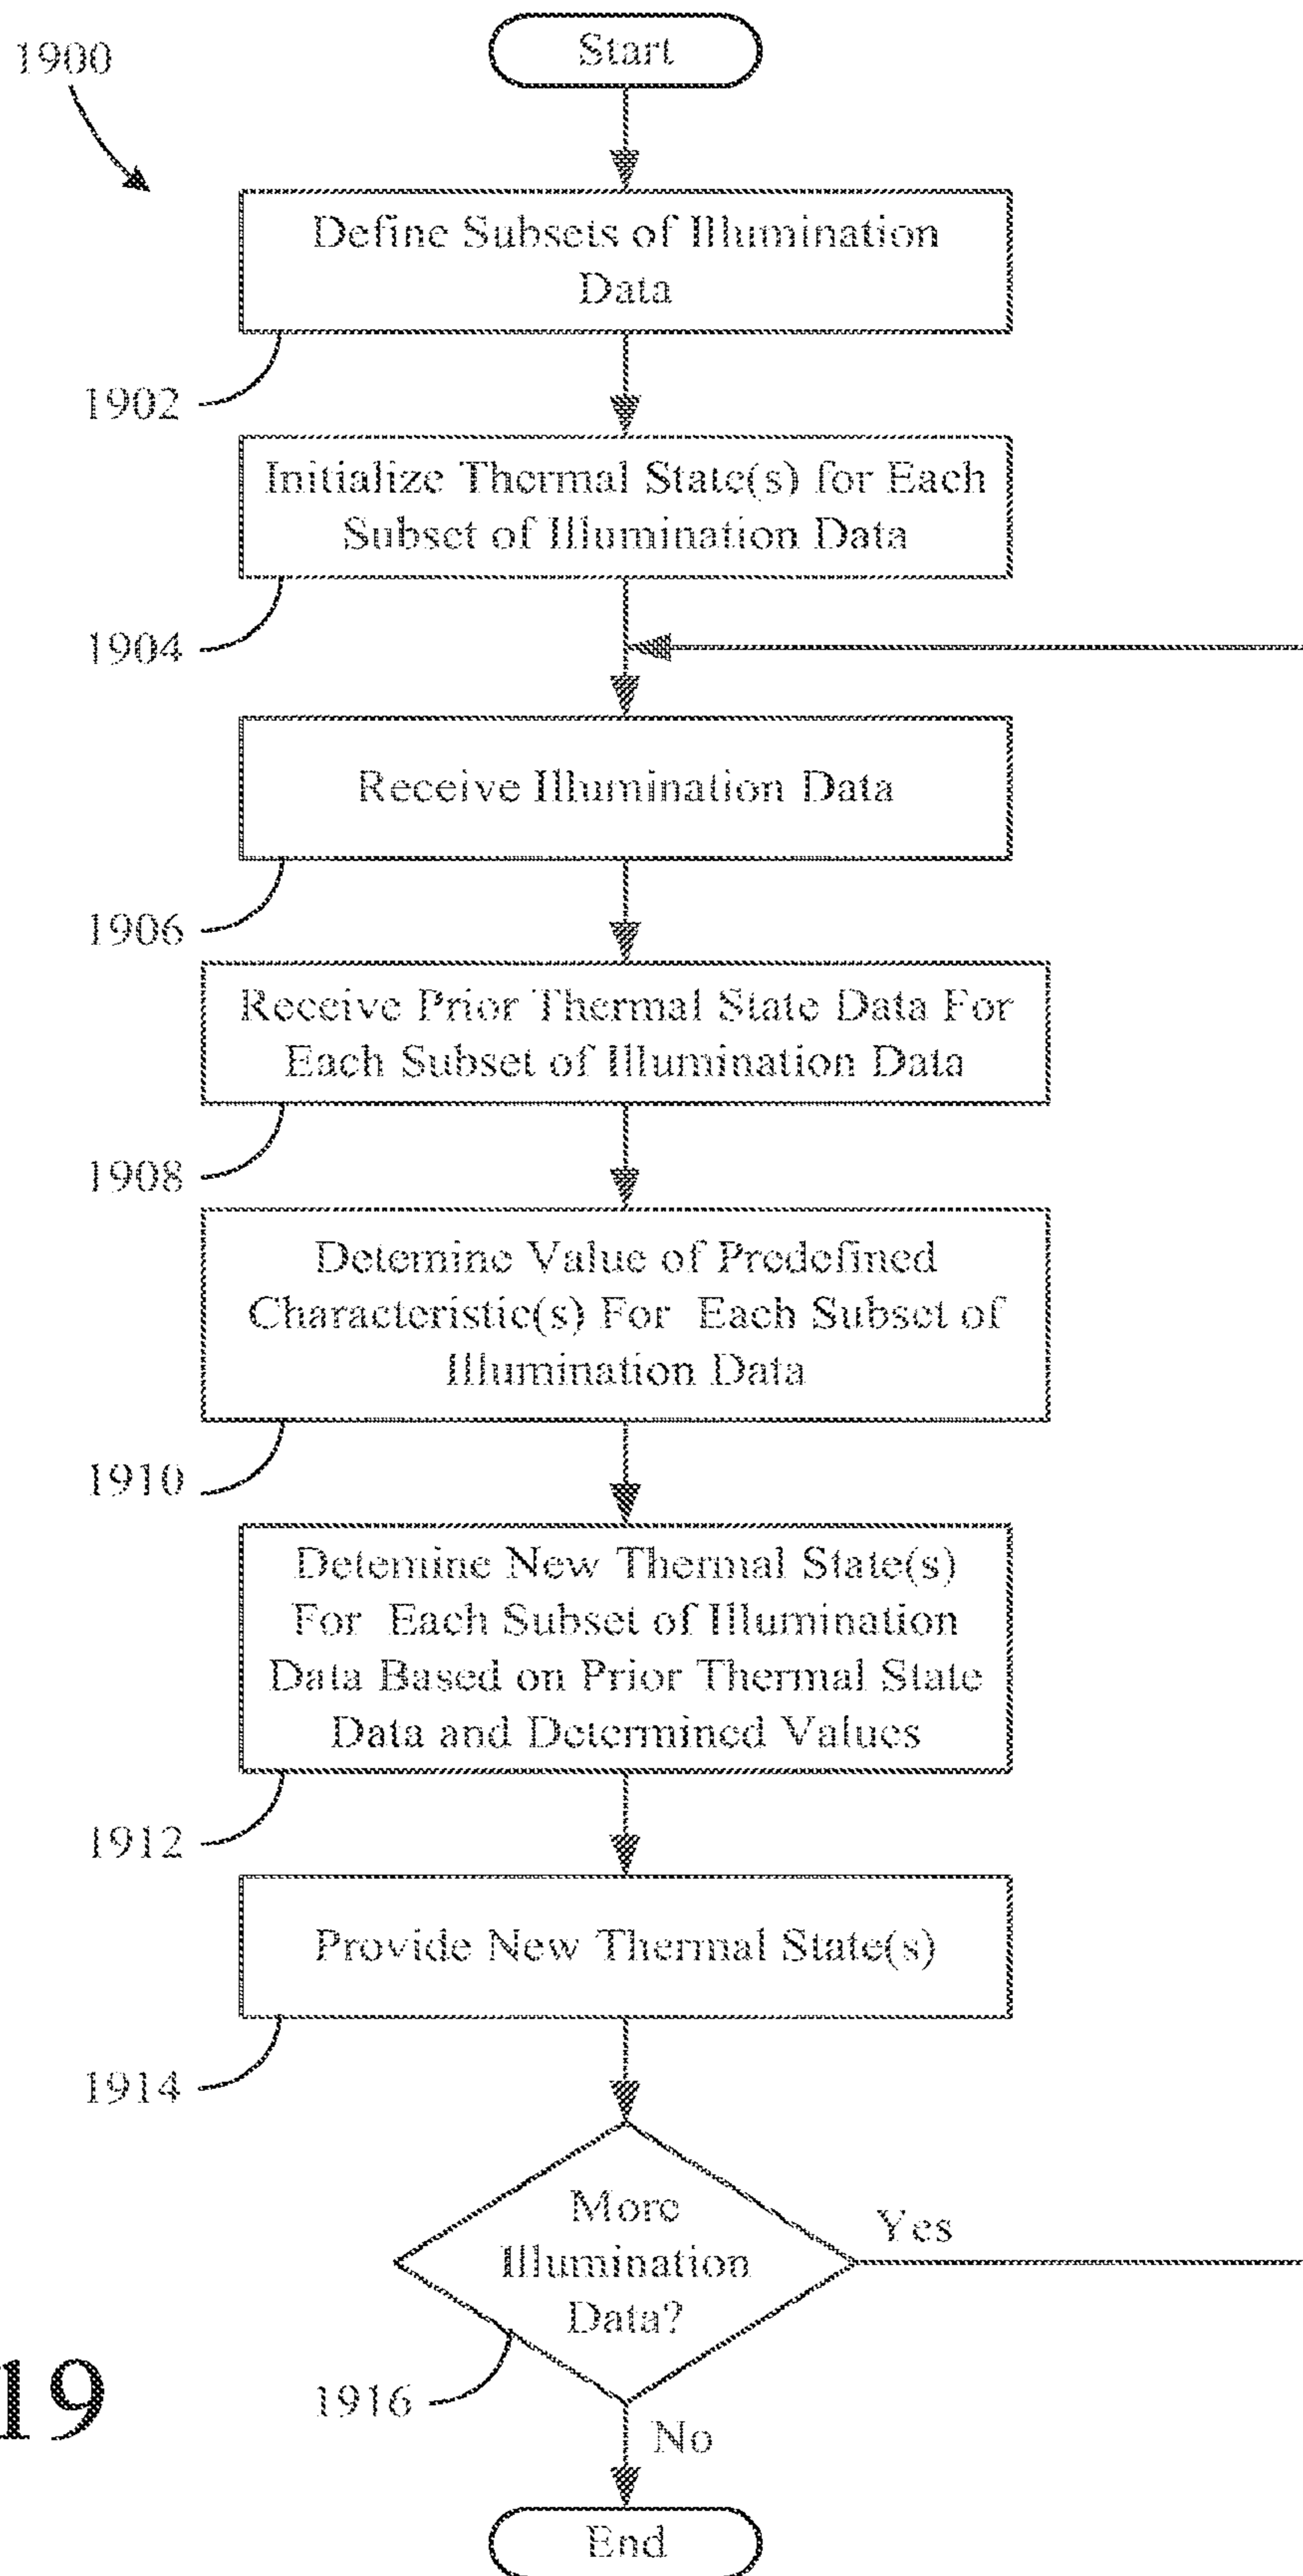 Start
1900
Define Subsets of Illumination
Data
1902
Initialize Thermal State(s) for Each
Subset of Illumination Data
1904
Receive Illumination Data
1906
Receive Prior Thermal State Data For
Each Subset of Illumination Data
1908
Detemine Value of Predefined
Characteristic(s) For Each Subset of
Illumination Data
1910
Detemine New Thermal State(s)
For Each Subset of Illumination
Data Based on Prior Thermal State
Data and Determined Values
1912
Provide New Thermal State(s)
1914
More
Illumination
Data?
Yes
1916
No
19
End